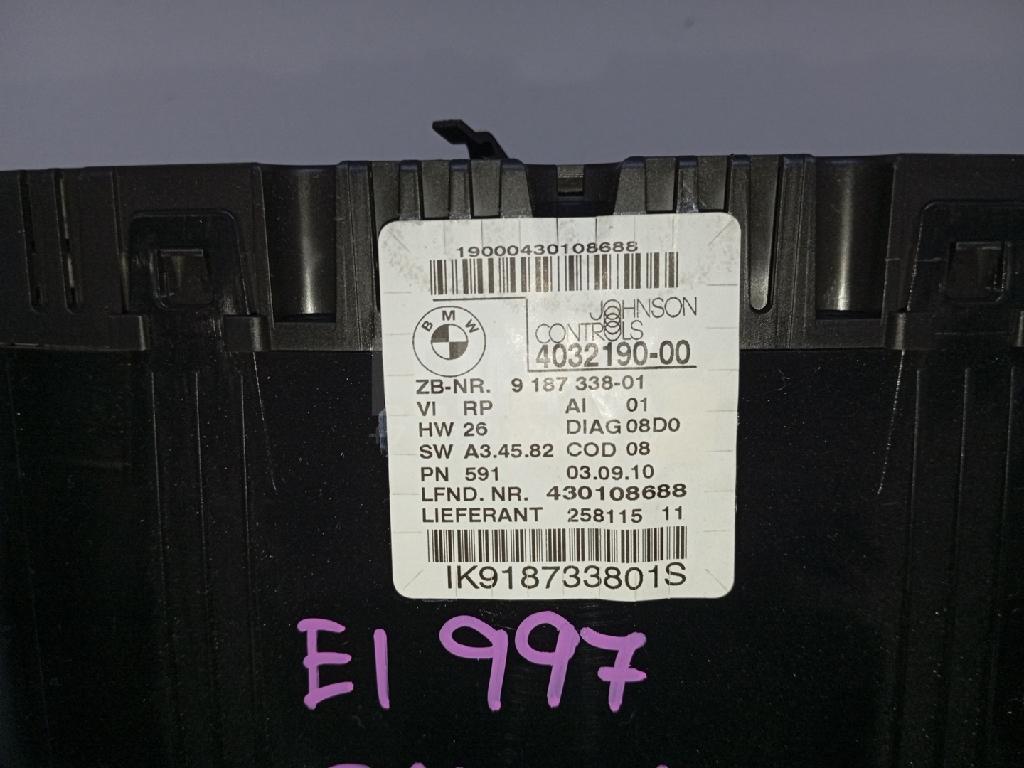 19000430108688
BMW
JOHNSON
CONTROLS
4032190-00
ZB-NR. 9 187 338-01
VI RP AI 01
HW 26 DIAG 08D0
SW A3.45.82 COD 08
PN 591 03.09.10
LFND. NR. 430108688
LIEFERANT 258115 11
IK918733801S
E1 997